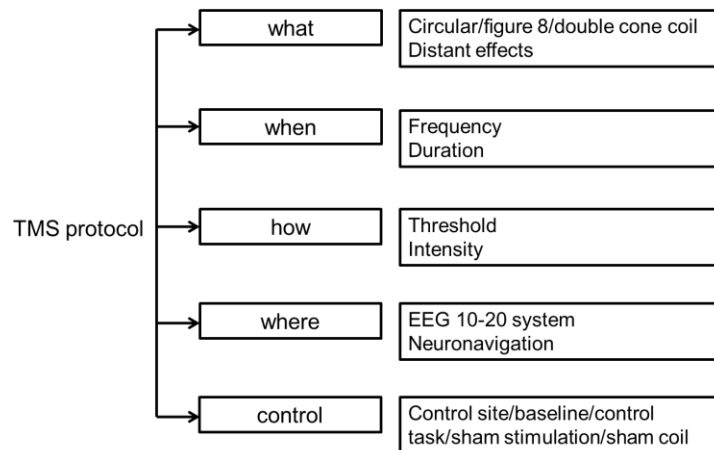 what
Circular/figure 8/double cone coil
Distant effects
when
Frequency
Duration
TMS protocol
how
Threshold
Intensity
where
EEG 10-20 system
Neuronavigation
control
Control site/baseline/control
task/sham stimulation/sham coil